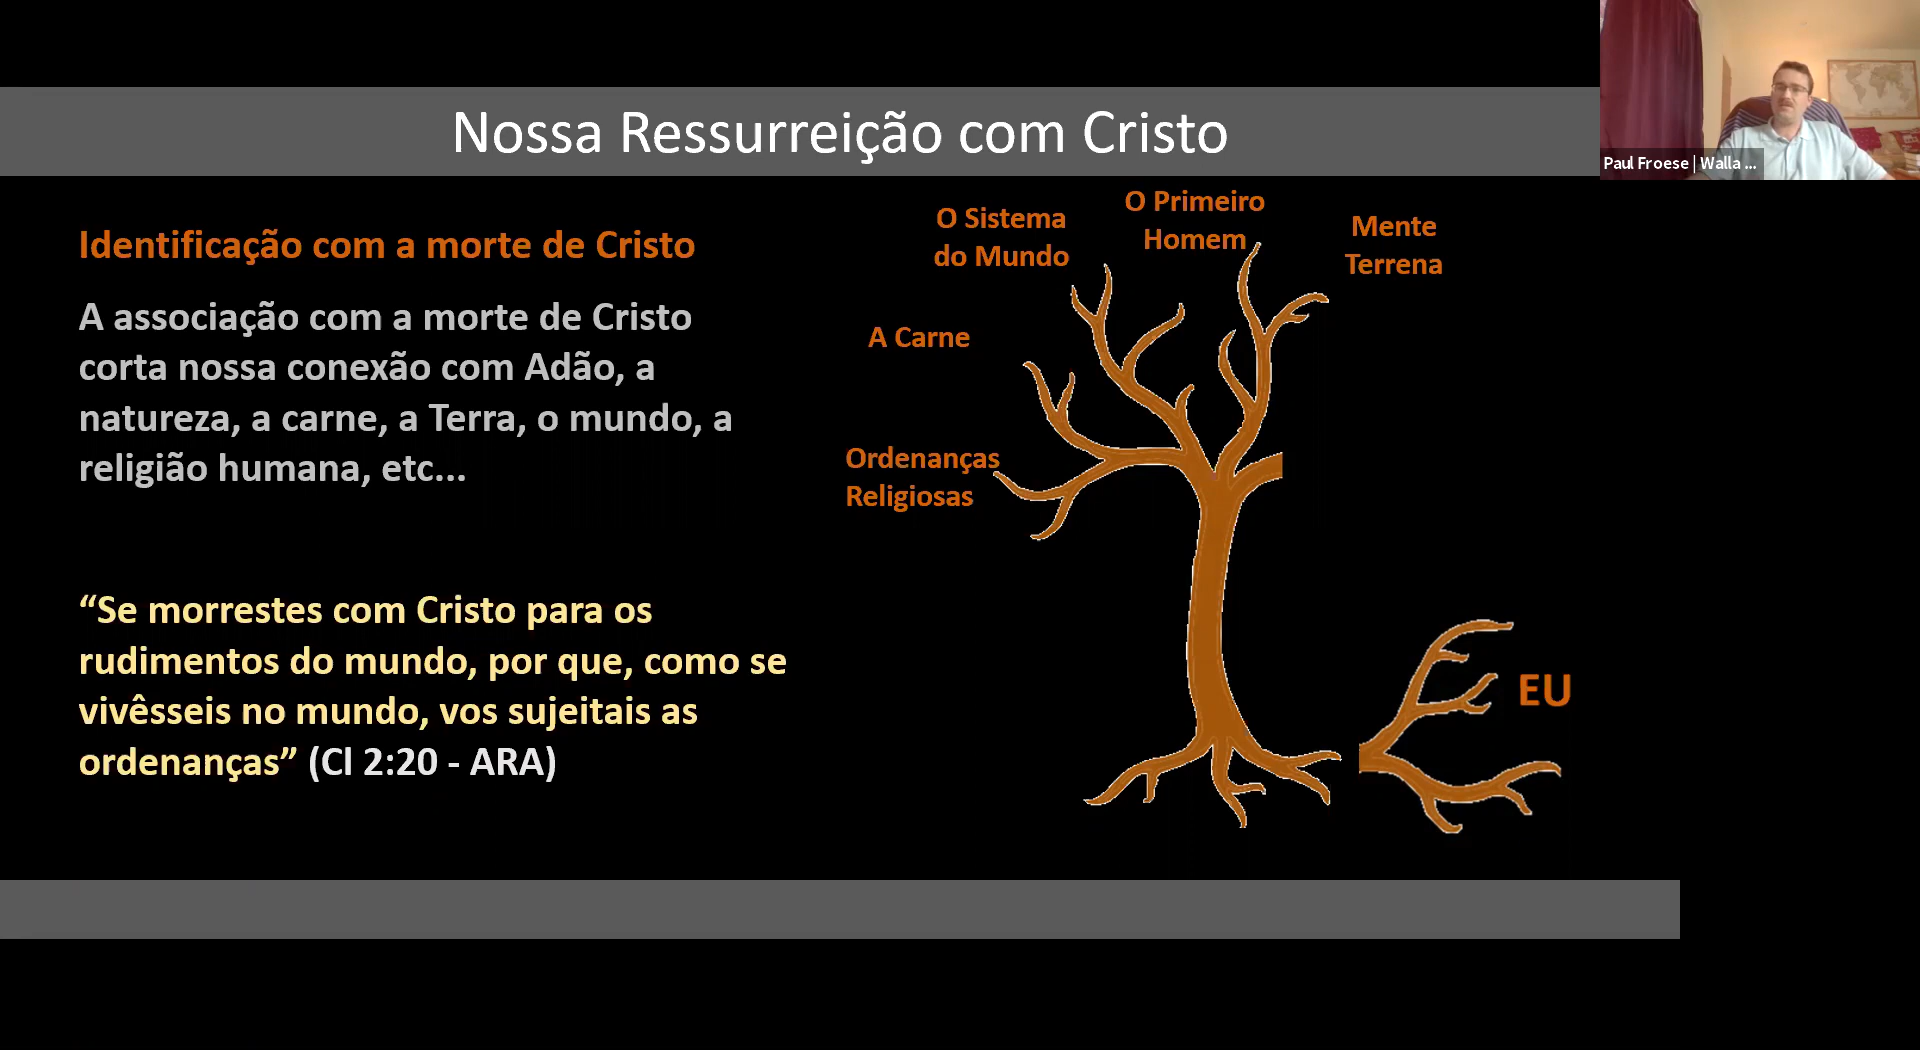 Nossa Ressurreição com Cristo
Paul Froese | Walla ...
Identificação com a morte de Cristo
A associação com a morte de Cristo
corta nossa conexão com Adão, a
natureza, a carne, a Terra, o mundo, a
religião humana, etc...
“Se morrestes com Cristo para os
rudimentos do mundo, por que, como se
vivêsseis no mundo, vos sujeitais as
ordenanças” (Cl 2:20 - ARA)
O Sistema
do Mundo
O Primeiro
Homem
Mente
Terrena
A Carne
Ordenanças
Religiosas
EU